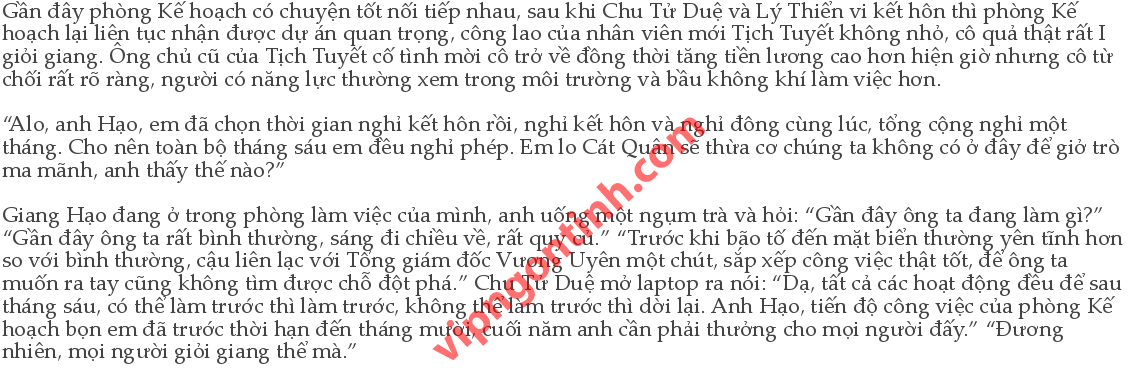 Gần đây phòng Kế hoạch có chuyện tốt nối tiếp nhau, sau khi Chu Tử Duệ và Lý Thiển vi kết hôn thì phòng Kế
hoạch lại liên tục nhận được dự án quan trọng, công lao của nhân viên mới Tịch Tuyết không nhỏ, cô quả thật rất I
giỏi giang. Ông chủ cũ của Tịch Tuyết cố tình mời cô trở về đồng thời tăng tiền lương cao hơn hiện giờ nhưng cô từ
chối rất rõ ràng, người có năng lực thường xem trong môi trường và bầu không khí làm việc hơn.
“Alo, anh Hạo, em đã chọn thời gian nghỉ kết hôn rồi, nghỉ kết hôn và nghỉ đông cùng lúc, tổng cộng nghỉ một
tháng. Cho nên toàn bộ tháng sáu em đều nghỉ phép. Em lo Cát Quân sẽ thừa cơ chúng ta không có ở đây để giở trò
ma mãnh, anh thấy thế nào?”
Giang Hạo đang ở trong phòng làm việc của mình, anh uống một ngụm trà và hỏi: “Gần đây ông ta đang làm gì?”
“Gần đây ông ta rất bình thường, sáng đi chiều về, rất quy củ.” “Trước khi bão tố đến mặt biển thường yên tĩnh hơn
so với bình thường, cậu liên lạc với Tổng giám đốc Vương Uyên một chút, sắp xếp công việc thật tốt, để ông ta
muốn ra tay cũng không tìm được chỗ đột phá.” Chu Tử Duệ mở laptop ra nói: “Dạ, tất cả các hoạt động đều để sau
tháng sáu, có thể làm trước thì làm trước, không thể làm trước thì dời lại. Anh Hạo, tiến độ công việc của phòng Kế
hoạch bọn em đã trước thời hạn đến tháng mười, cuối năm anh cần phải thưởng cho mọi người đấy.” “Đương
nhiên, mọi người giỏi giang thế mà.”
vipngontinh.com